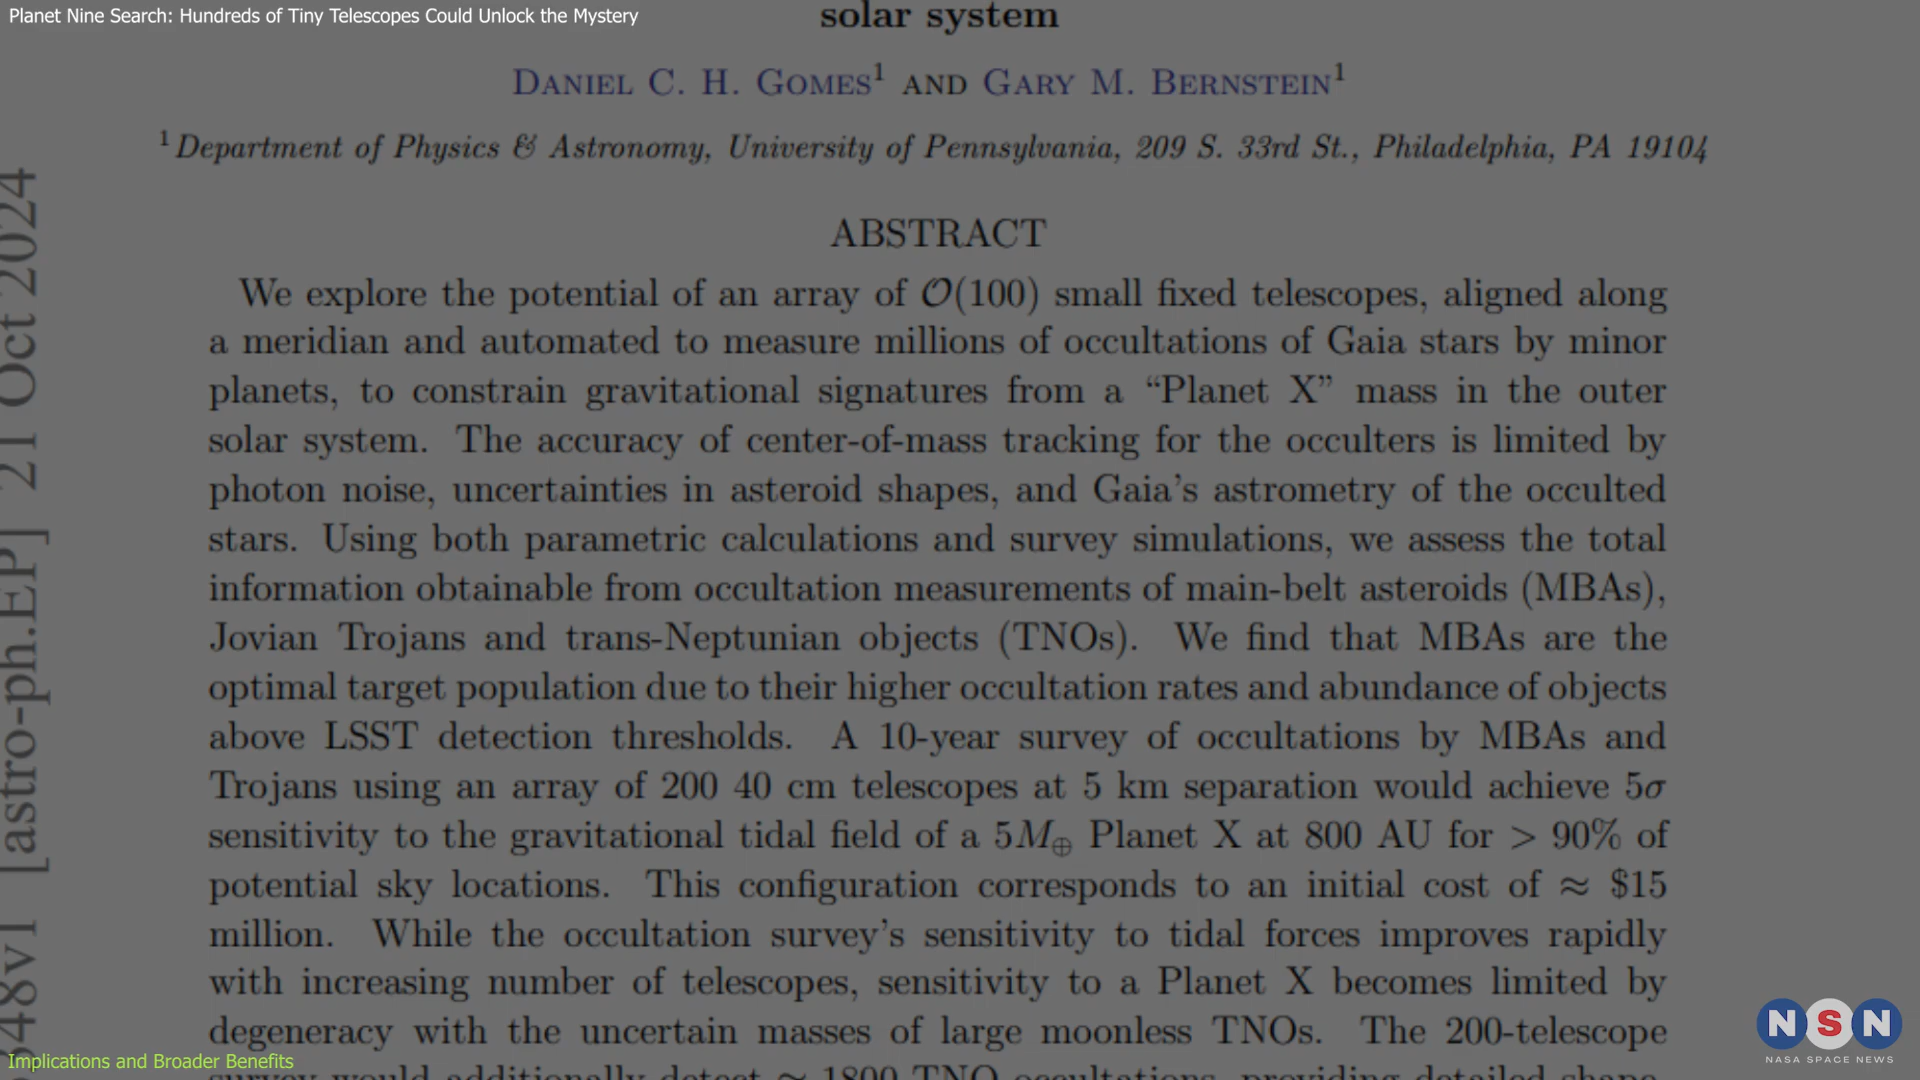 Planet Nine Search: Hundreds of Tiny Telescopes Could Unlock the Mystery
solar system
DANIEL C. H. GOMES¹ AND GARY M. BERNSTEIN¹
¹ Department of Physics & Astronomy, University of Pennsylvania, 209 S. 33rd St., Philadelphia, PA 19104
ABSTRACT
We explore the potential of an array of 𝒪(100) small fixed telescopes, aligned along
a meridian and automated to measure millions of occultations of Gaia stars by minor
planets, to constrain gravitational signatures from a “Planet X” mass in the outer
solar system. The accuracy of center-of-mass tracking for the occulters is limited by
photon noise, uncertainties in asteroid shapes, and Gaia’s astrometry of the occulted
stars. Using both parametric calculations and survey simulations, we assess the total
information obtainable from occultation measurements of main-belt asteroids (MBAs),
Jovian Trojans and trans-Neptunian objects (TNOs). We find that MBAs are the
optimal target population due to their higher occultation rates and abundance of objects
above LSST detection thresholds. A 10-year survey of occultations by MBAs and
Trojans using an array of 200 40 cm telescopes at 5 km separation would achieve 5σ
sensitivity to the gravitational tidal field of a 5M⊕ Planet X at 800 AU for > 90% of
potential sky locations. This configuration corresponds to an initial cost of ≈ $15
million. While the occultation survey’s sensitivity to tidal forces improves rapidly
with increasing number of telescopes, sensitivity to a Planet X becomes limited by
degeneracy with the uncertain masses of large moonless TNOs. The 200-telescope
survey would additionally detect ≈ 1800 TNO occultations, providing detailed shape
348v1 [astro-ph.EP] 21 Oct 2024
Implications and Broader Benefits
NSN
NASA SPACE NEWS